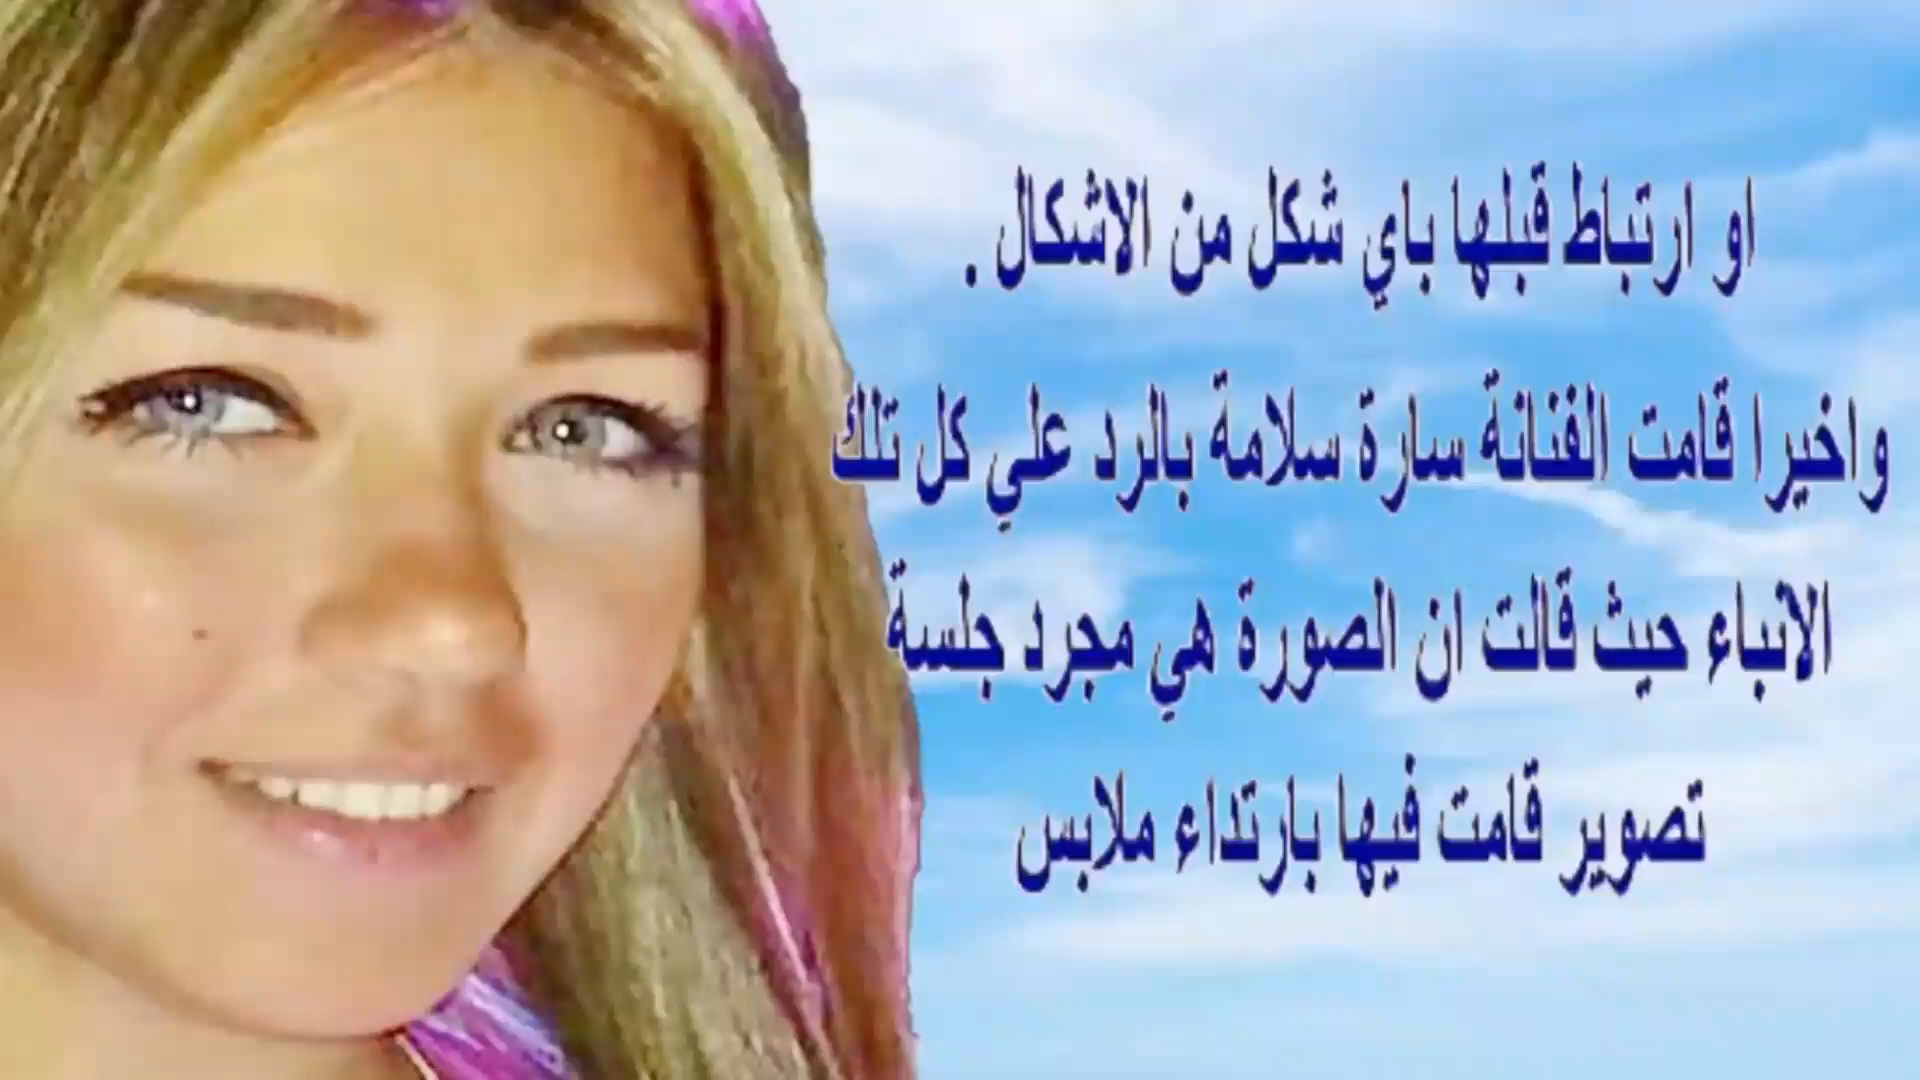 او ارتباط قبلها باي شكل من الاشكال .
واخيرا قامت الفنانة سارة سلامة بالرد علي كل تلك
الانباء حيث قالت ان الصورة هي مجرد جلسة
تصوير قامت فيها بارتداء ملابس